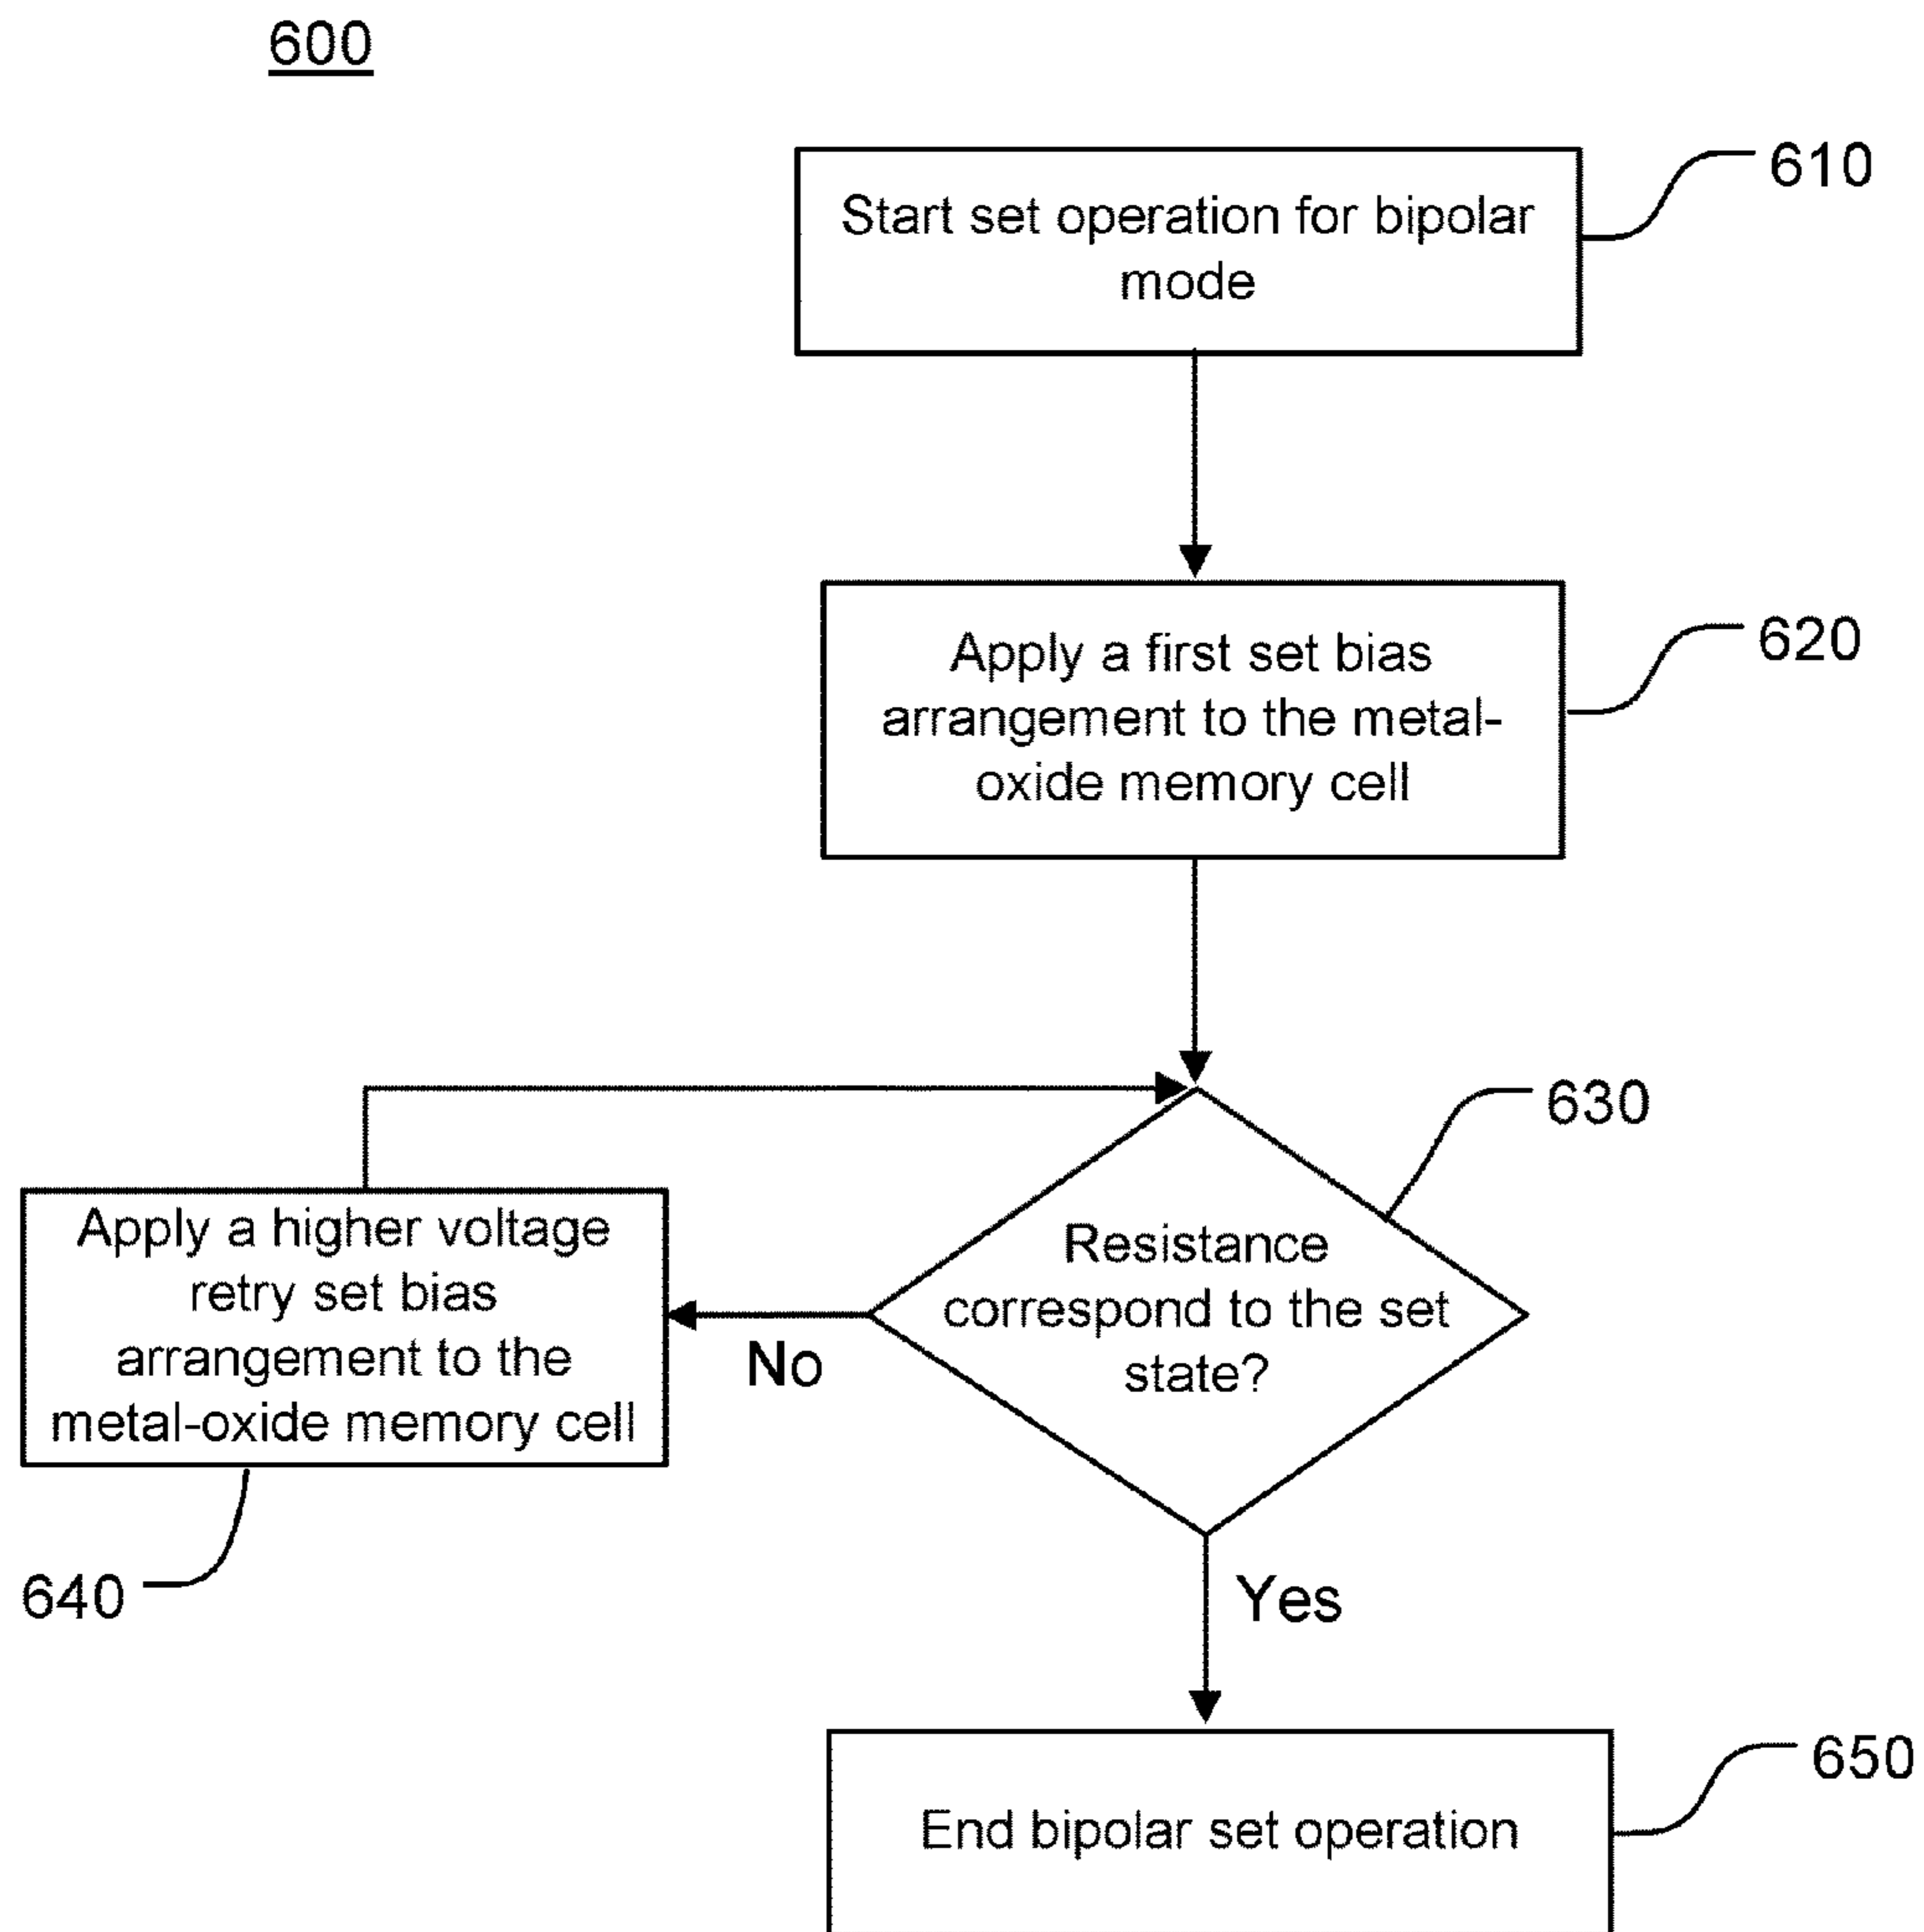 600
Start set operation for bipolar
mode
610
Apply a first set bias
arrangement to the metal-
oxide memory cell
620
Resistance
correspond to the set
state?
630
No
Apply a higher voltage
retry set bias
arrangement to the
metal-oxide memory cell
640
Yes
End bipolar set operation
650